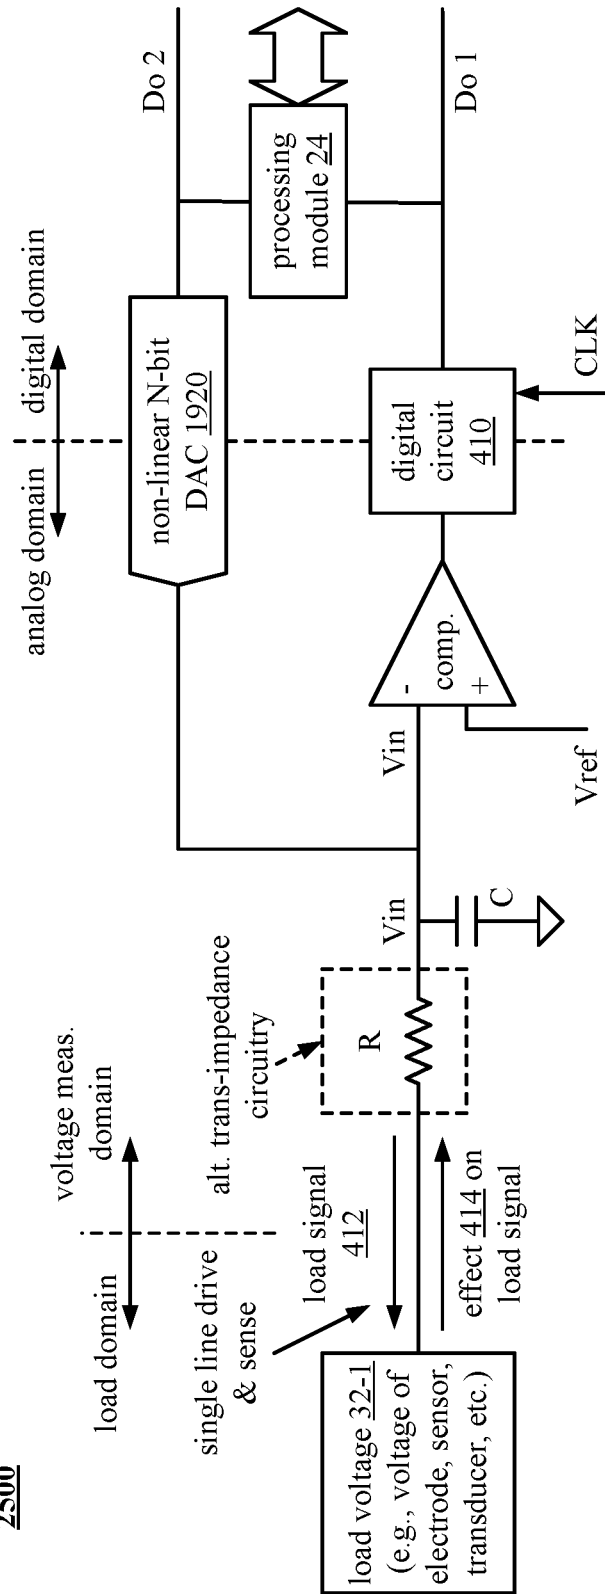 2500
load domain
voltage meas.
domain
analog domain
digital domain
single line drive
& sense
alt. trans-impedance
circuitry
non-linear N-bit
DAC 1920
Do 2
load signal
412
R
processing
module 24
load voltage 32-1
(e.g., voltage of
electrode, sensor,
transducer, etc.)
effect 414 on
load signal
Vin
C
Vin
-
+
comp.
Vref
digital
circuit
410
CLK
Do 1